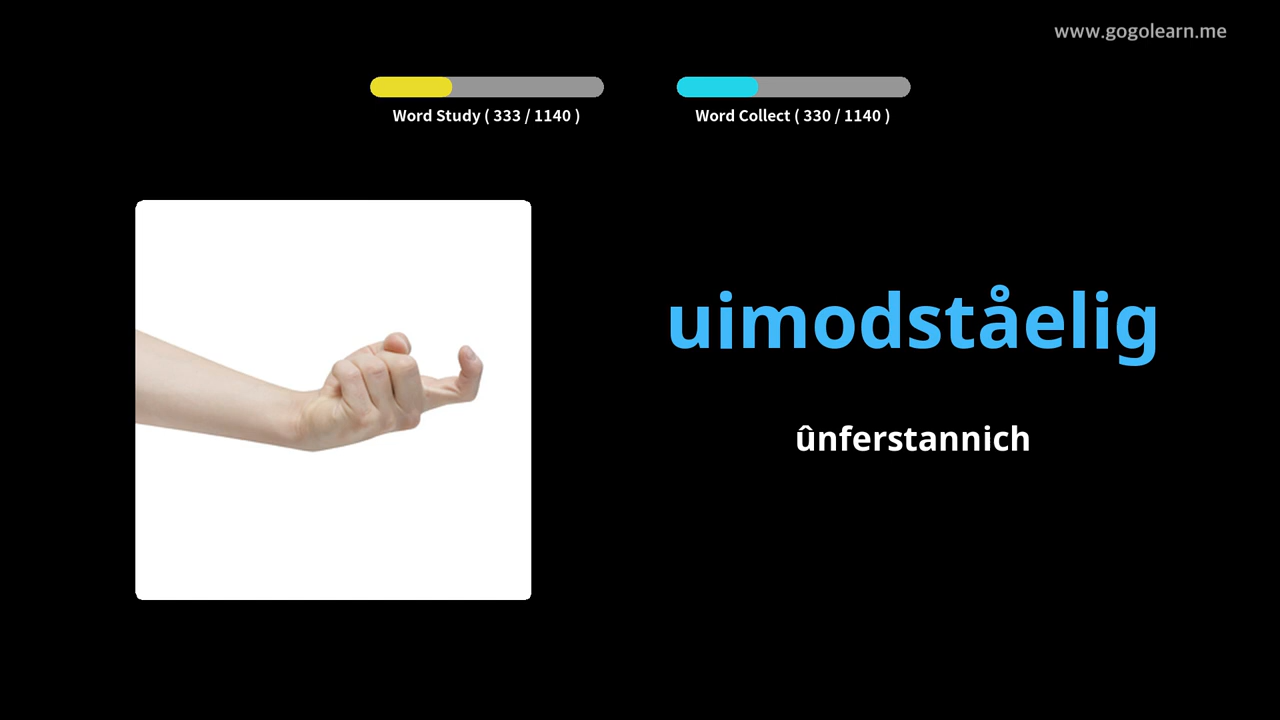 www.gogolearn.me
Word Study ( 333 / 1140 )
Word Collect ( 330 / 1140 )
uimodståelig
ûnferstannich